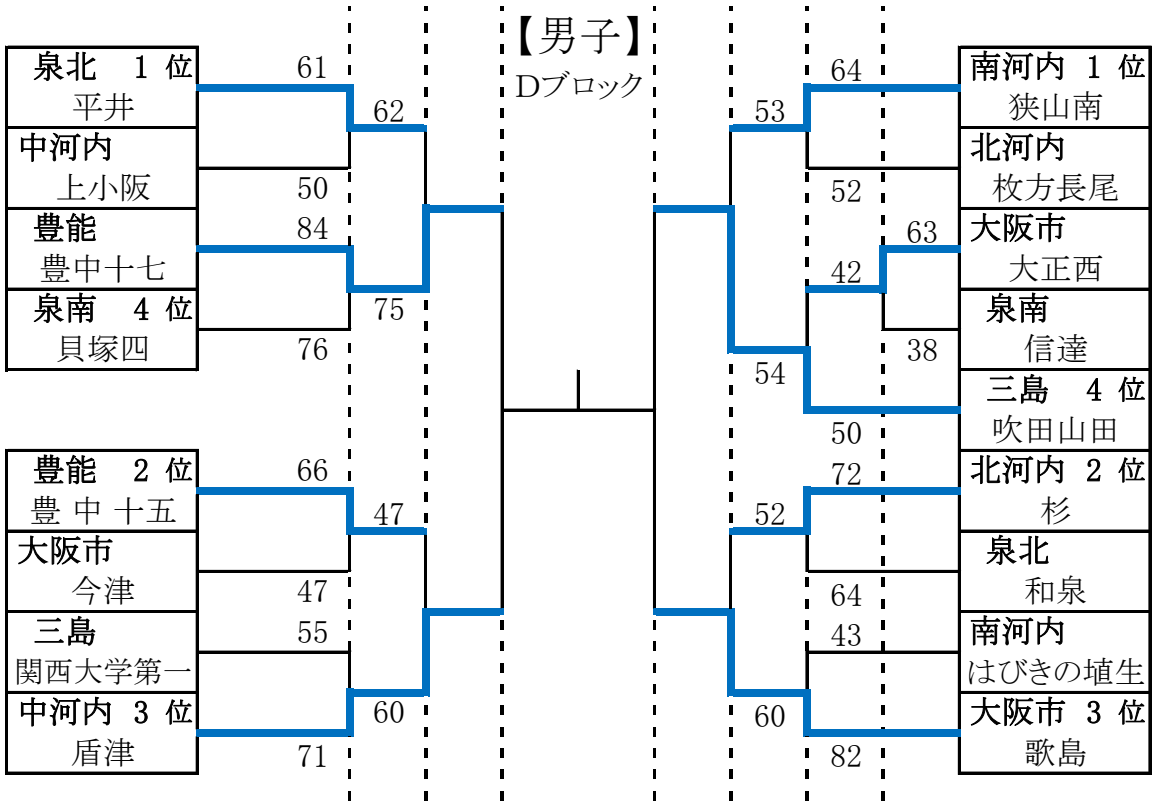 【男子】
Dブロック
泉北 1 位
平井
中河内
上小阪
豊能
豊中十七
泉南 4 位
貝塚四
61
62
50
84
75
76
豊能 2 位
豊 中 十五
大阪市
今津
三島
関西大学第一
中河内 3 位
盾津
66
47
47
55
60
71
64
53
52
63
42
38
54
50
南河内 1 位
狭山南
北河内
枚方長尾
大阪市
大正西
泉南
信達
三島 4 位
吹田山田
72
52
64
43
60
82
北河内 2 位
杉
泉北
和泉
南河内
はびきの埴生
大阪市 3 位
歌島